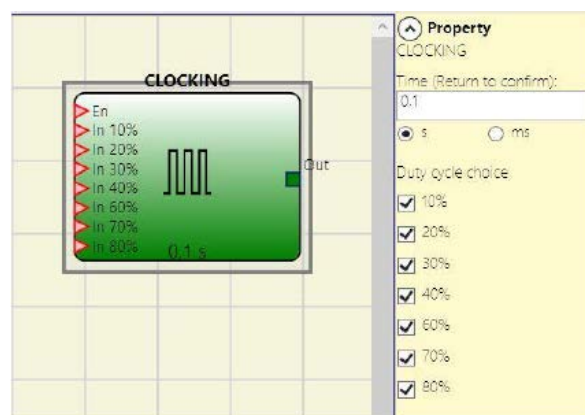 CLOCKING
En
In 10%
In 20%
In 30%
In 40%
In 60%
In 70%
In 80%
Out
0.1 s
Property
CLOCKING
Time (Return to confirm):
0.1
s
ms
Duty cycle choice
10%
20%
30%
40%
60%
70%
80%